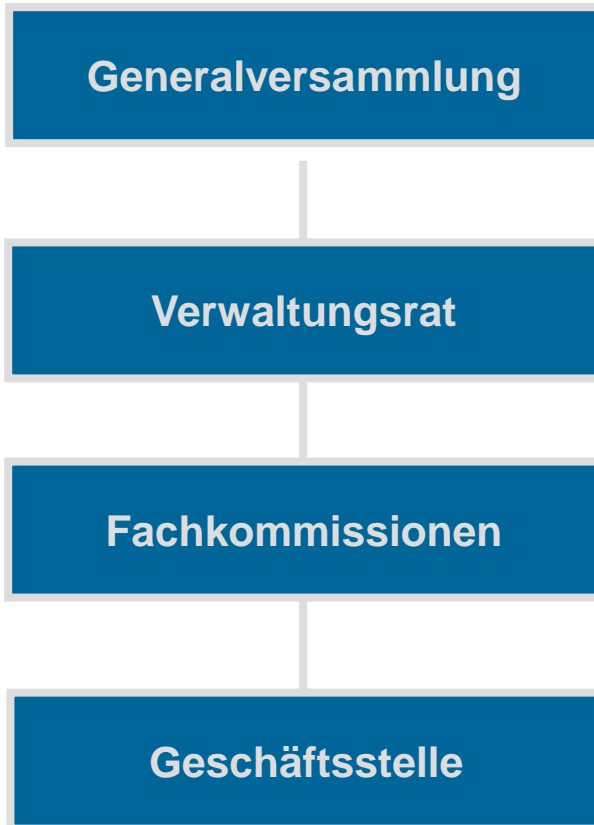 Generalversammlung
Verwaltungsrat
Fachkommissionen
Geschäftsstelle